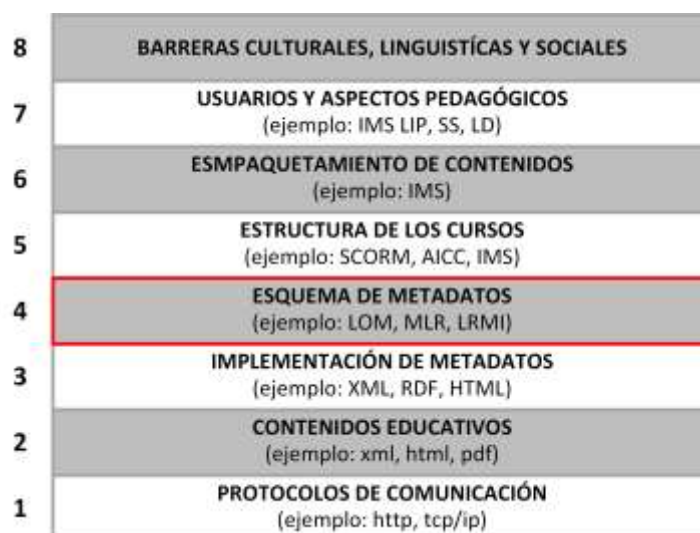 8 BARRERAS CULTURALES, LINGUISTÍCAS Y SOCIALES
7 USUARIOS Y ASPECTOS PEDAGÓGICOS
(ejemplo: IMS LIP, SS, LD)
6 ESMPAQUETAMIENTO DE CONTENIDOS
(ejemplo: IMS)
5 ESTRUCTURA DE LOS CURSOS
(ejemplo: SCORM, AICC, IMS)
4 ESQUEMA DE METADATOS
(ejemplo: LOM, MLR, LRMI)
3 IMPLEMENTACIÓN DE METADATOS
(ejemplo: XML, RDF, HTML)
2 CONTENIDOS EDUCATIVOS
(ejemplo: xml, html, pdf)
1 PROTOCOLOS DE COMUNICACIÓN
(ejemplo: http, tcp/ip)